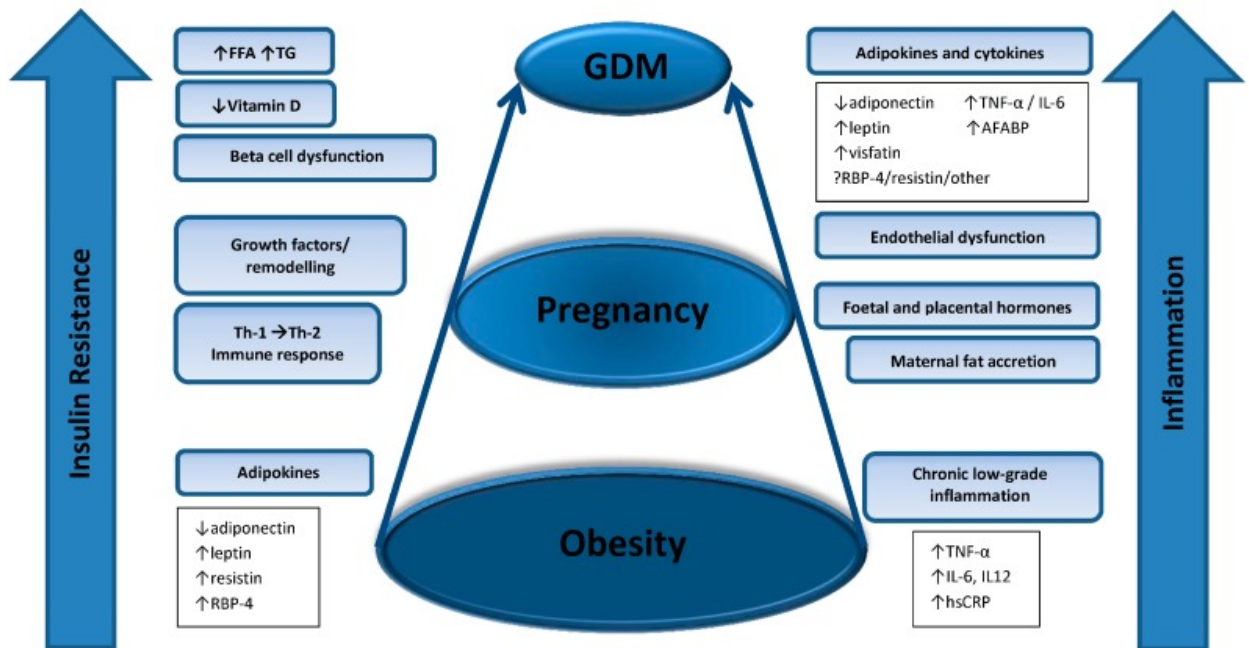 ↑FFA ↑TG
↓Vitamin D
Beta cell dysfunction
GDM
Adipokines and cytokines
↓adiponectin ↑TNF-α / IL-6
↑leptin ↑AFABP
↑visfatin
?RBP-4/resistin/other
Insulin Resistance
Growth factors/
remodelling
Th-1 →Th-2
Immune response
Pregnancy
Endothelial dysfunction
Foetal and placental hormones
Maternal fat accretion
Inflammation
Adipokines
↓adiponectin
↑leptin
↑resistin
↑RBP-4
Obesity
Chronic low-grade
inflammation
↑TNF-α
↑IL-6, IL12
↑hsCRP